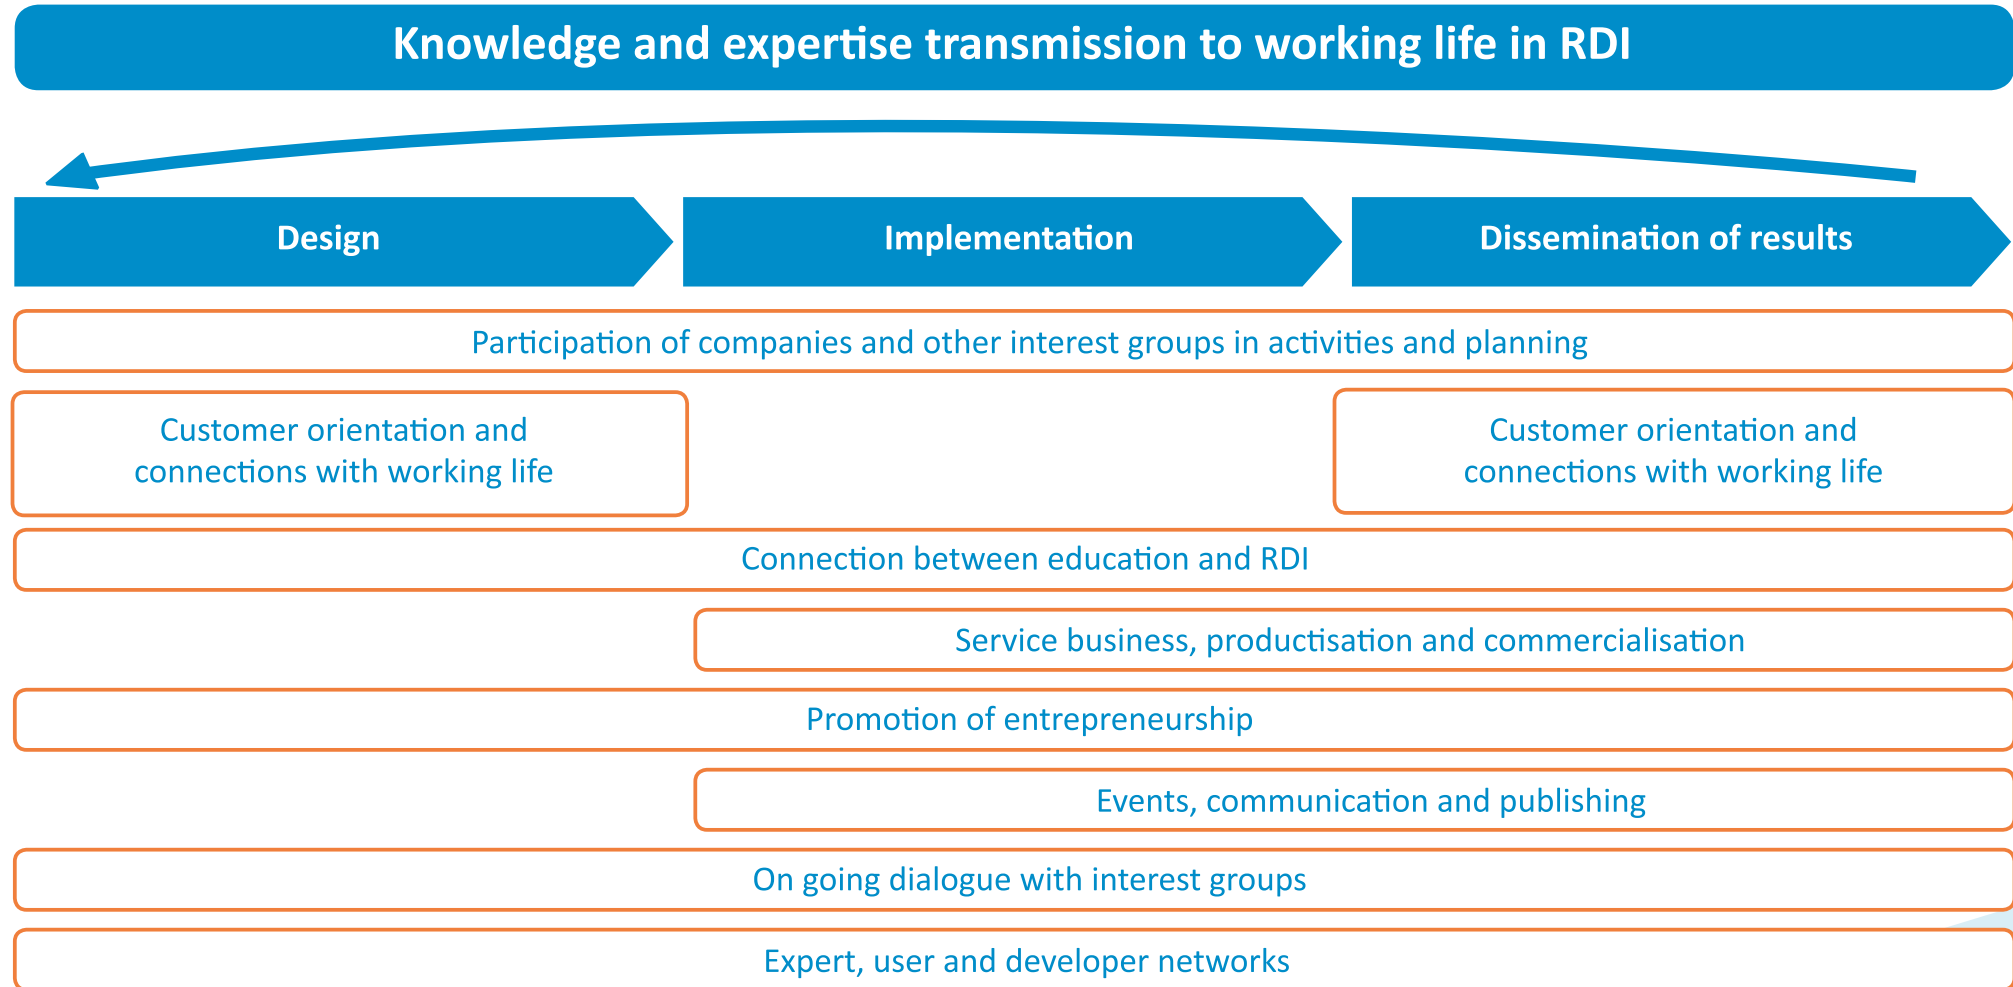 Knowledge and expertise transmission to working life in RDI
Design
Implementation
Dissemination of results
Participation of companies and other interest groups in activities and planning
Customer orientation and
connections with working life
Customer orientation and
connections with working life
Connection between education and RDI
Service business, productisation and commercialisation
Promotion of entrepreneurship
Events, communication and publishing
On going dialogue with interest groups
Expert, user and developer networks